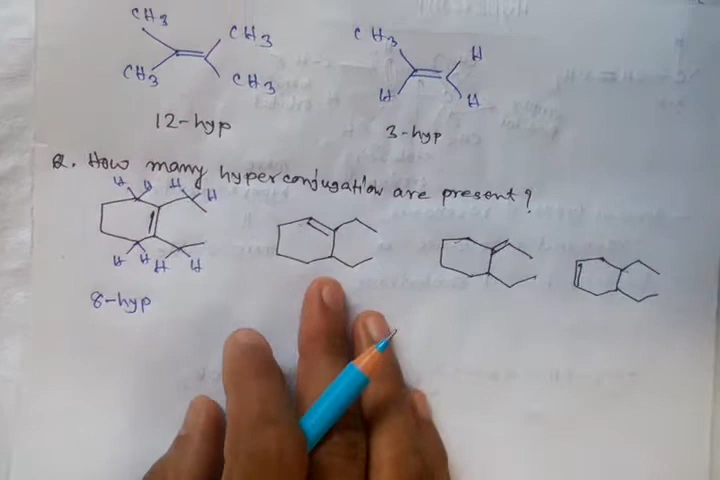 CH3 CH3 CH3 H
CH3 CH3 H H
12-hyp 3-hyp
Q. How many hyperconjugation are present?
H H H H
H H H H
8-hyp